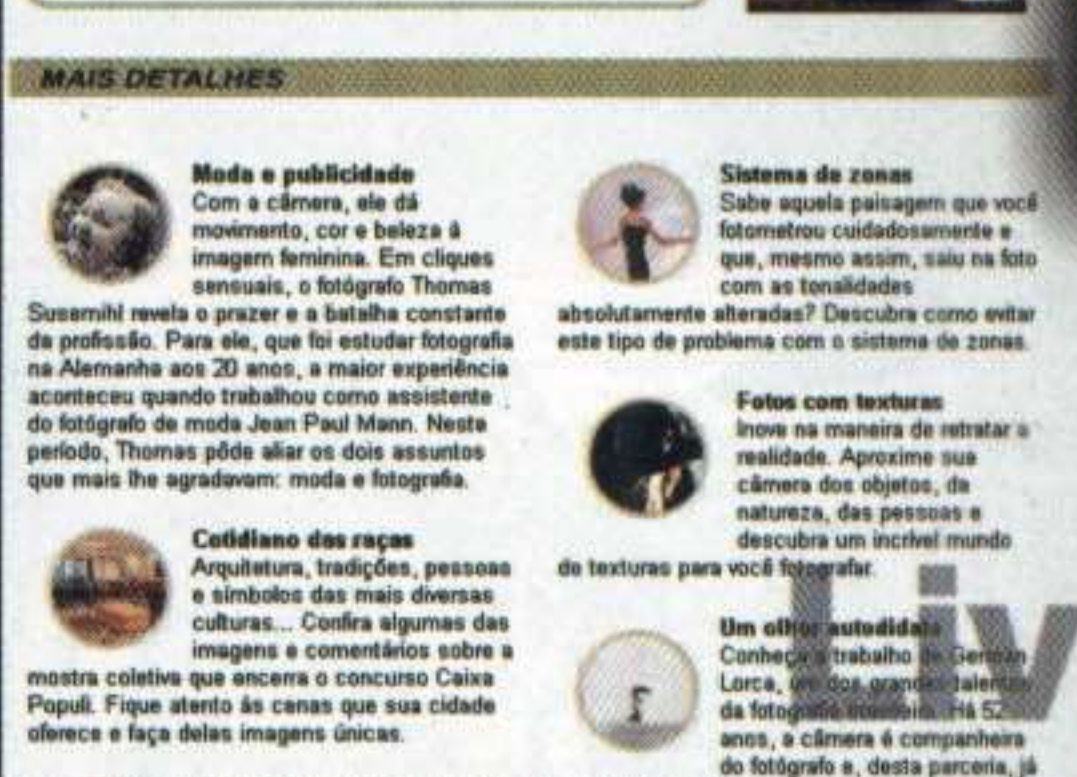 MAIS DETALHES
Moda e publicidade
Com a câmera, ele dá
movimento, cor e beleza à
imagem feminina. Em cliques
sensuais, o fotógrafo Thomas
Susemihl revela o prazer e a batalha constante
da profissão. Para ele, que foi estudar fotografia
na Alemanha aos 20 anos, a maior experiência
aconteceu quando trabalhou como assistente
do fotógrafo de moda Jean Paul Mann. Neste
período, Thomas pôde aliar os dois assuntos
que mais lhe agradavam: moda e fotografia.
Cotidiano das raças
Arquitetura, tradições, pessoas
e símbolos das mais diversas
culturas... Confira algumas das
imagens e comentários sobre a
mostra coletiva que encerra o concurso Caixa
Populi. Fique atento às cenas que sua cidade
oferece e faça delas imagens únicas.
Sistema de zonas
Sabe aquela paisagem que você
fotometrou cuidadosamente e
que, mesmo assim, saiu na foto
com as tonalidades
absolutamente alteradas? Descubra como evitar
este tipo de problema com o sistema de zonas.
Fotos com texturas
Inove na maneira de retratar a
realidade. Aproxime sua
câmera dos objetos, da
natureza, das pessoas e
descubra um incrível mundo
de texturas para você fotografar.
Um olhar autodidata
Conheça o trabalho de German
Lorca, um dos grandes talentos
da fotografia brasileira. Há 52
anos, a câmera é companheira
do fotógrafo e, desta parceria, já
Liv